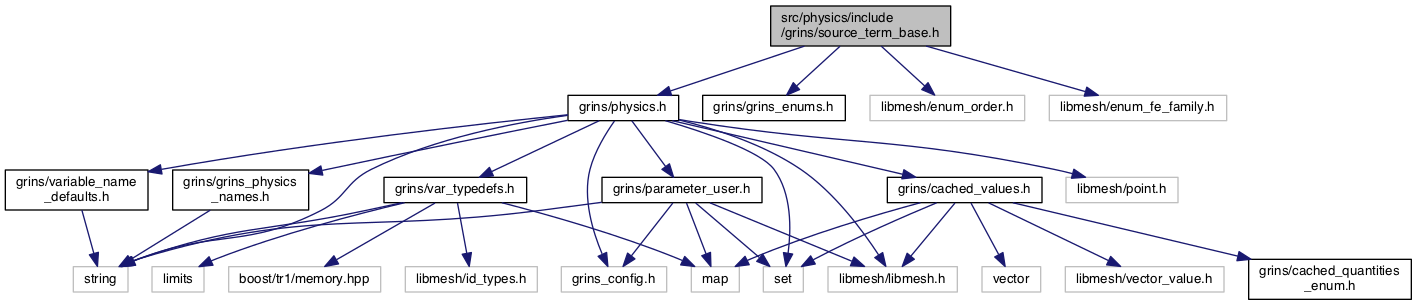 src/physics/include
/grins/source_term_base.h
grins/physics.h
grins/grins_enums.h
libmesh/enum_order.h
libmesh/enum_fe_family.h
grins/variable_name
_defaults.h
grins/grins_physics
_names.h
grins/var_typedefs.h
grins/parameter_user.h
grins/cached_values.h
libmesh/point.h
string
limits
boost/tr1/memory.hpp
libmesh/id_types.h
grins_config.h
map
set
libmesh/libmesh.h
vector
libmesh/vector_value.h
grins/cached_quantities
_enum.h